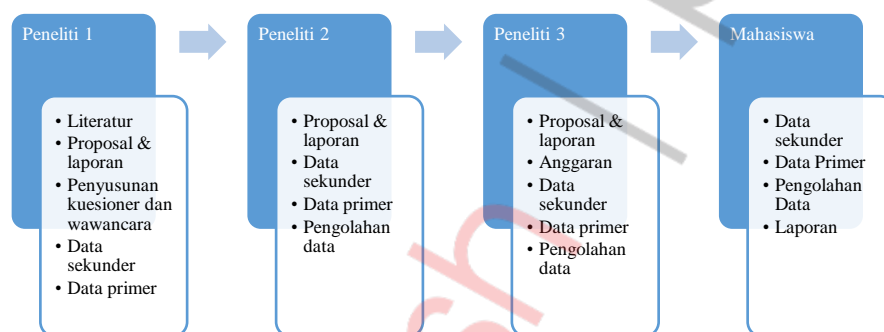 Peneliti 1
• Literatur
• Proposal &
laporan
• Penyusunan
kuesioner dan
wawancara
• Data
sekunder
• Data primer
Peneliti 2
• Proposal &
laporan
• Data
sekunder
• Data primer
• Pengolahan
data
Peneliti 3
• Proposal &
laporan
• Anggaran
• Data
sekunder
• Data primer
• Pengolahan
data
Mahasiswa
• Data
sekunder
• Data Primer
• Pengolahan
Data
• Laporan